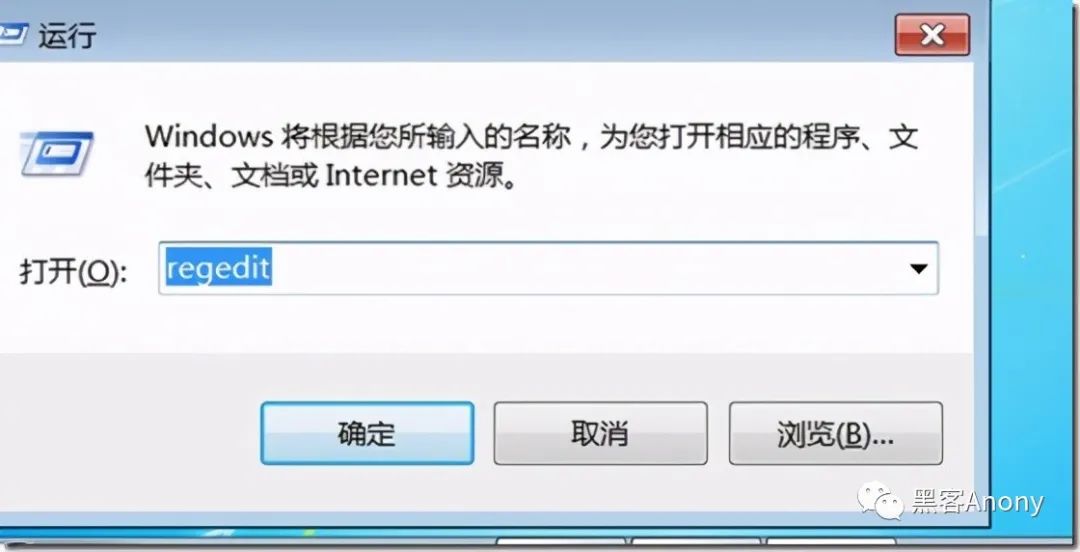 运行
Windows 将根据您所输入的名称，为您打开相应的程序、文
件夹、文档或 Internet 资源。
打开(O): regedit
确定 取消 浏览(B)...
黑客Anony